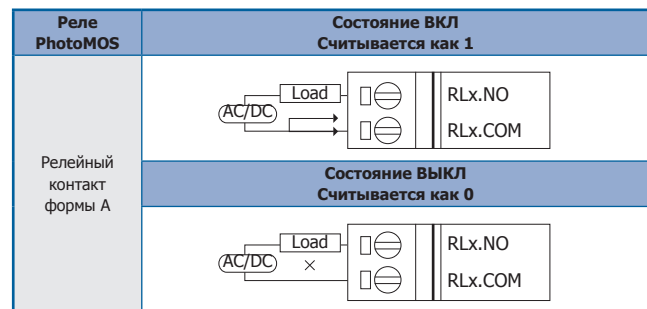 Реле
PhotoMOS
Состояние ВКЛ
Считывается как 1
Load
AC/DC
RLx.NO
RLx.COM
Релейный
контакт
формы A
Состояние ВЫКЛ
Считывается как 0
Load
AC/DC
×
RLx.NO
RLx.COM